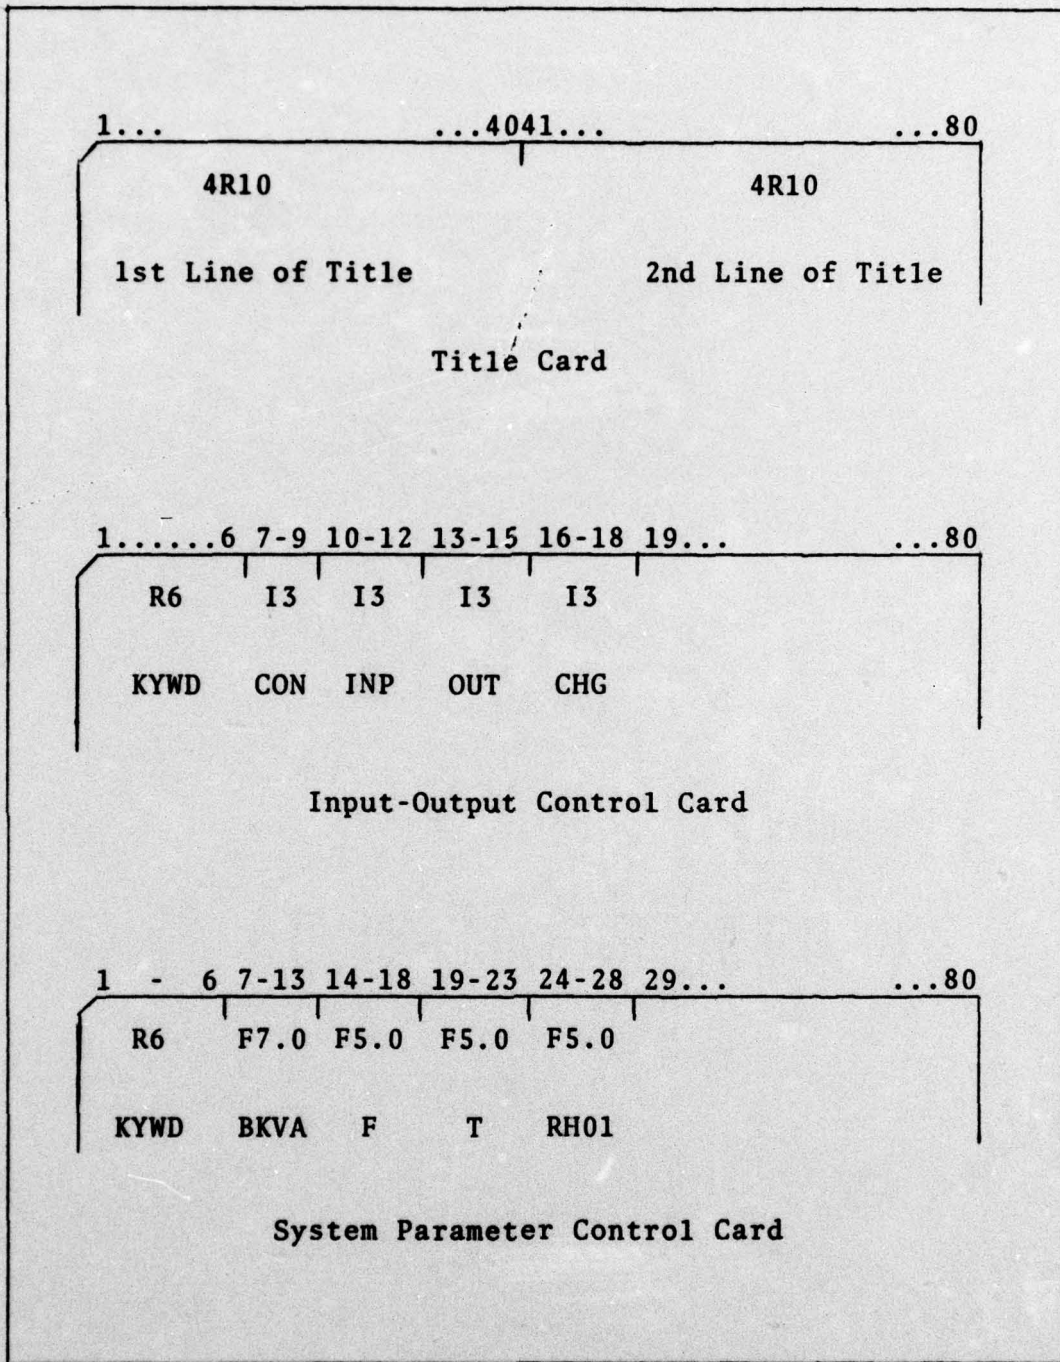 1... ...4041... ...80
4R10 4R10
1st Line of Title 2nd Line of Title
Title Card
1......6 7-9 10-12 13-15 16-18 19... ...80
R6 I3 I3 I3 I3
KYWD CON INP OUT CHG
Input-Output Control Card
1 - 6 7-13 14-18 19-23 24-28 29... ...80
R6 F7.0 F5.0 F5.0 F5.0
KYWD BKVA F T RHO1
System Parameter Control Card